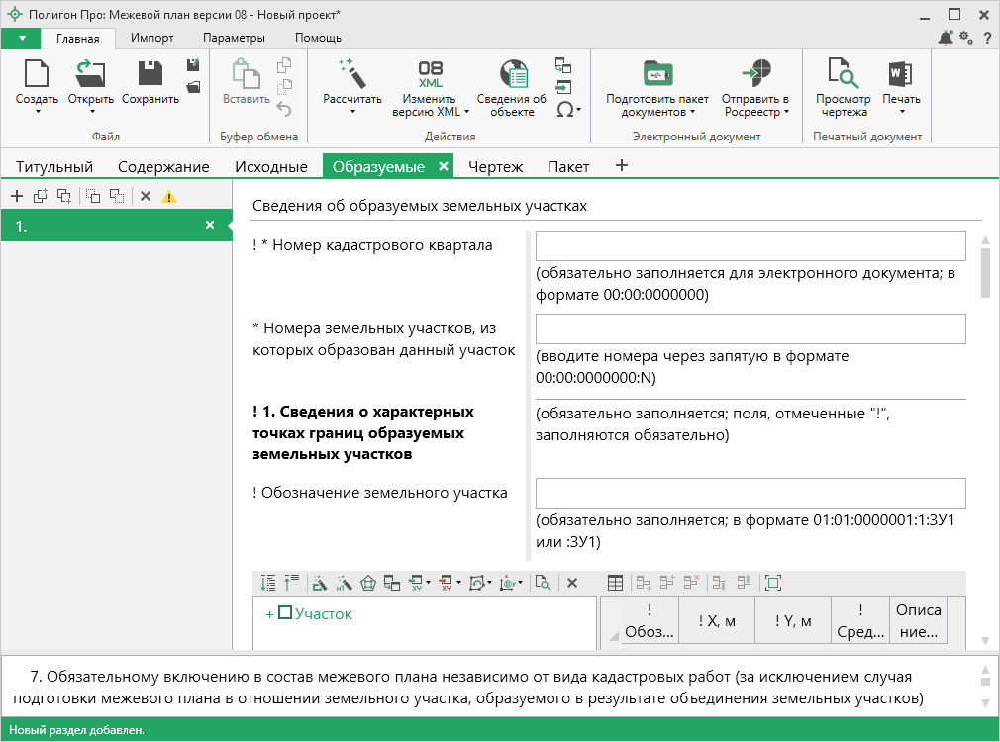 Полигон Про: Межевой план версии 08 - Новый проект*
Главная Импорт Параметры Помощь
?
Создать Открыть Сохранить
Файл
Вставить
Буфер обмена
Рассчитать
08
XML
Изменить
версию XML
Сведения об
объекте
Действия
Подготовить пакет
документов
Отправить в
Росреестр
Электронный документ
Просмотр
чертежа
Печать
Печатный документ
Титульный Содержание Исходные Образуемые Чертеж Пакет +
1.
Сведения об образуемых земельных участках
! * Номер кадастрового квартала
(обязательно заполняется для электронного документа; в
формате 00:00:0000000)
* Номера земельных участков, из
которых образован данный участок
(вводите номера через запятую в формате
00:00:0000000:N)
! 1. Сведения о характерных
точках границ образуемых
земельных участков
(обязательно заполняется; поля, отмеченные "!",
заполняются обязательно)
! Обозначение земельного участка
(обязательно заполняется; в формате 01:01:0000001:1:ЗУ1
или :ЗУ1)
+ Участок
!
Обоз...
! X, м
! Y, м
!
Сред...
Описа
ние...
7. Обязательному включению в состав межевого плана независимо от вида кадастровых работ (за исключением случая
подготовки межевого плана в отношении земельного участка, образуемого в результате объединения земельных участков)
Новый раздел добавлен.